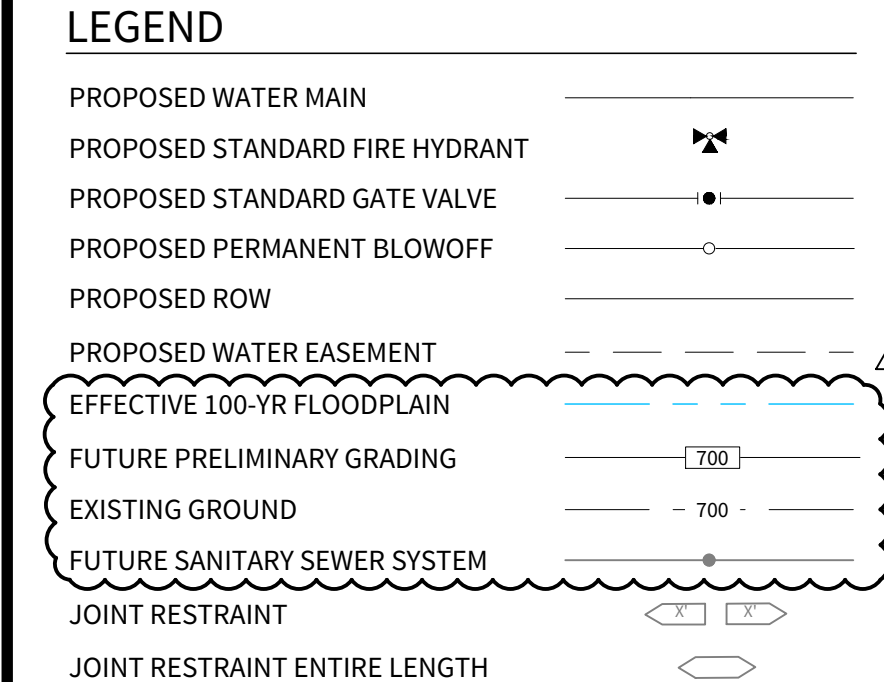 LEGEND
PROPOSED WATER MAIN
PROPOSED STANDARD FIRE HYDRANT
PROPOSED STANDARD GATE VALVE
PROPOSED PERMANENT BLOWOFF
PROPOSED ROW
PROPOSED WATER EASEMENT
EFFECTIVE 100-YR FLOODPLAIN
FUTURE PRELIMINARY GRADING 700
EXISTING GROUND 700
FUTURE SANITARY SEWER SYSTEM
JOINT RESTRAINT X' X'
JOINT RESTRAINT ENTIRE LENGTH